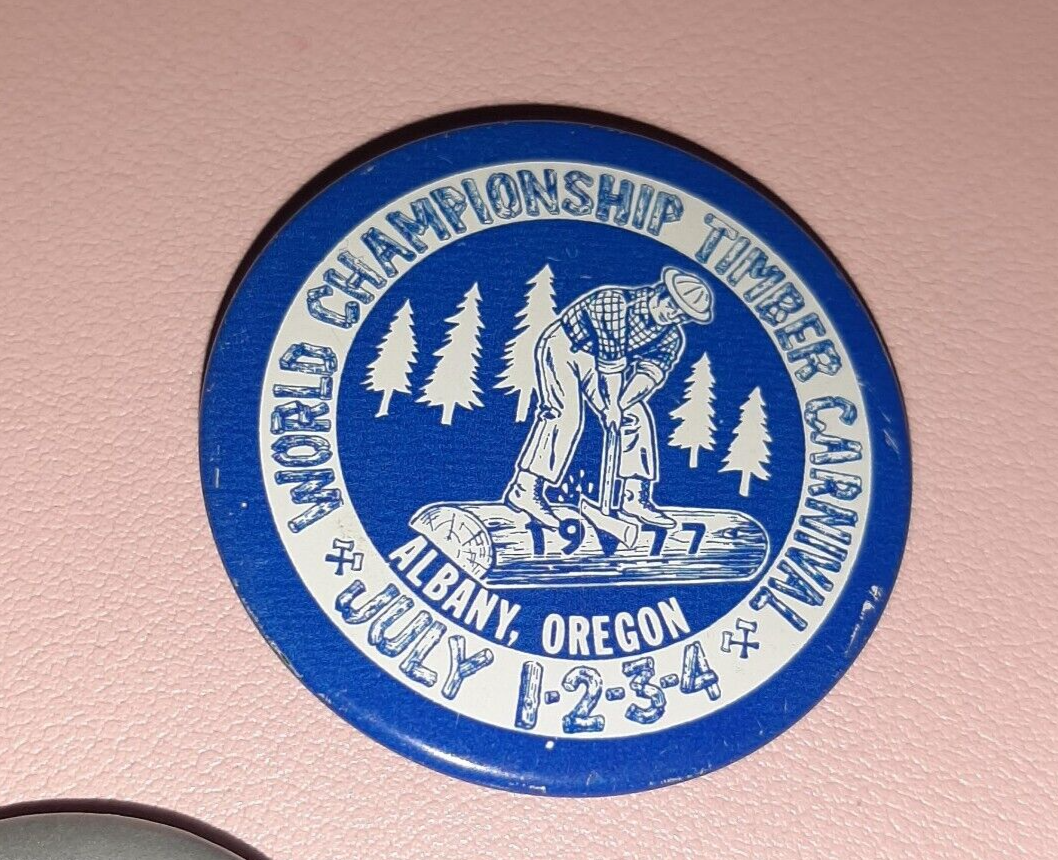 WORLD CHAMPIONSHIP TIMBER CARNIVAL
1977
ALBANY, OREGON
JULY 1-2-3-4